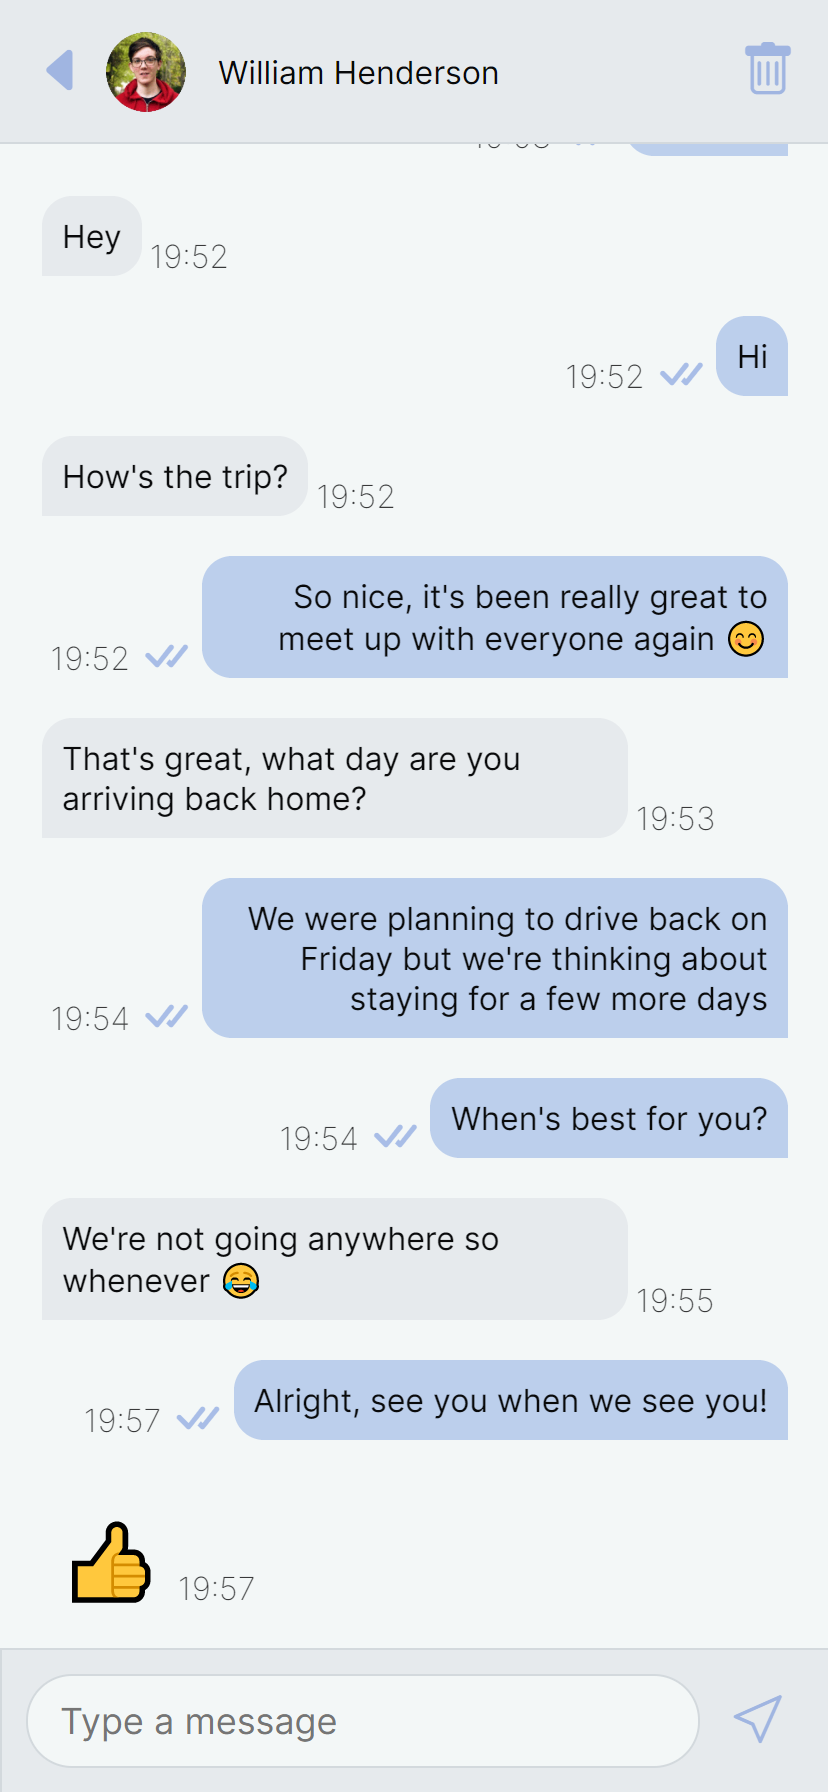 William Henderson
Hey
19:52
19:52
Hi
How's the trip?
19:52
So nice, it's been really great to
meet up with everyone again 😊
19:52
That's great, what day are you
arriving back home?
19:53
We were planning to drive back on
Friday but we're thinking about
staying for a few more days
19:54
19:54
When's best for you?
We're not going anywhere so
whenever 😂
19:55
19:57
Alright, see you when we see you!
👍 19:57
Type a message